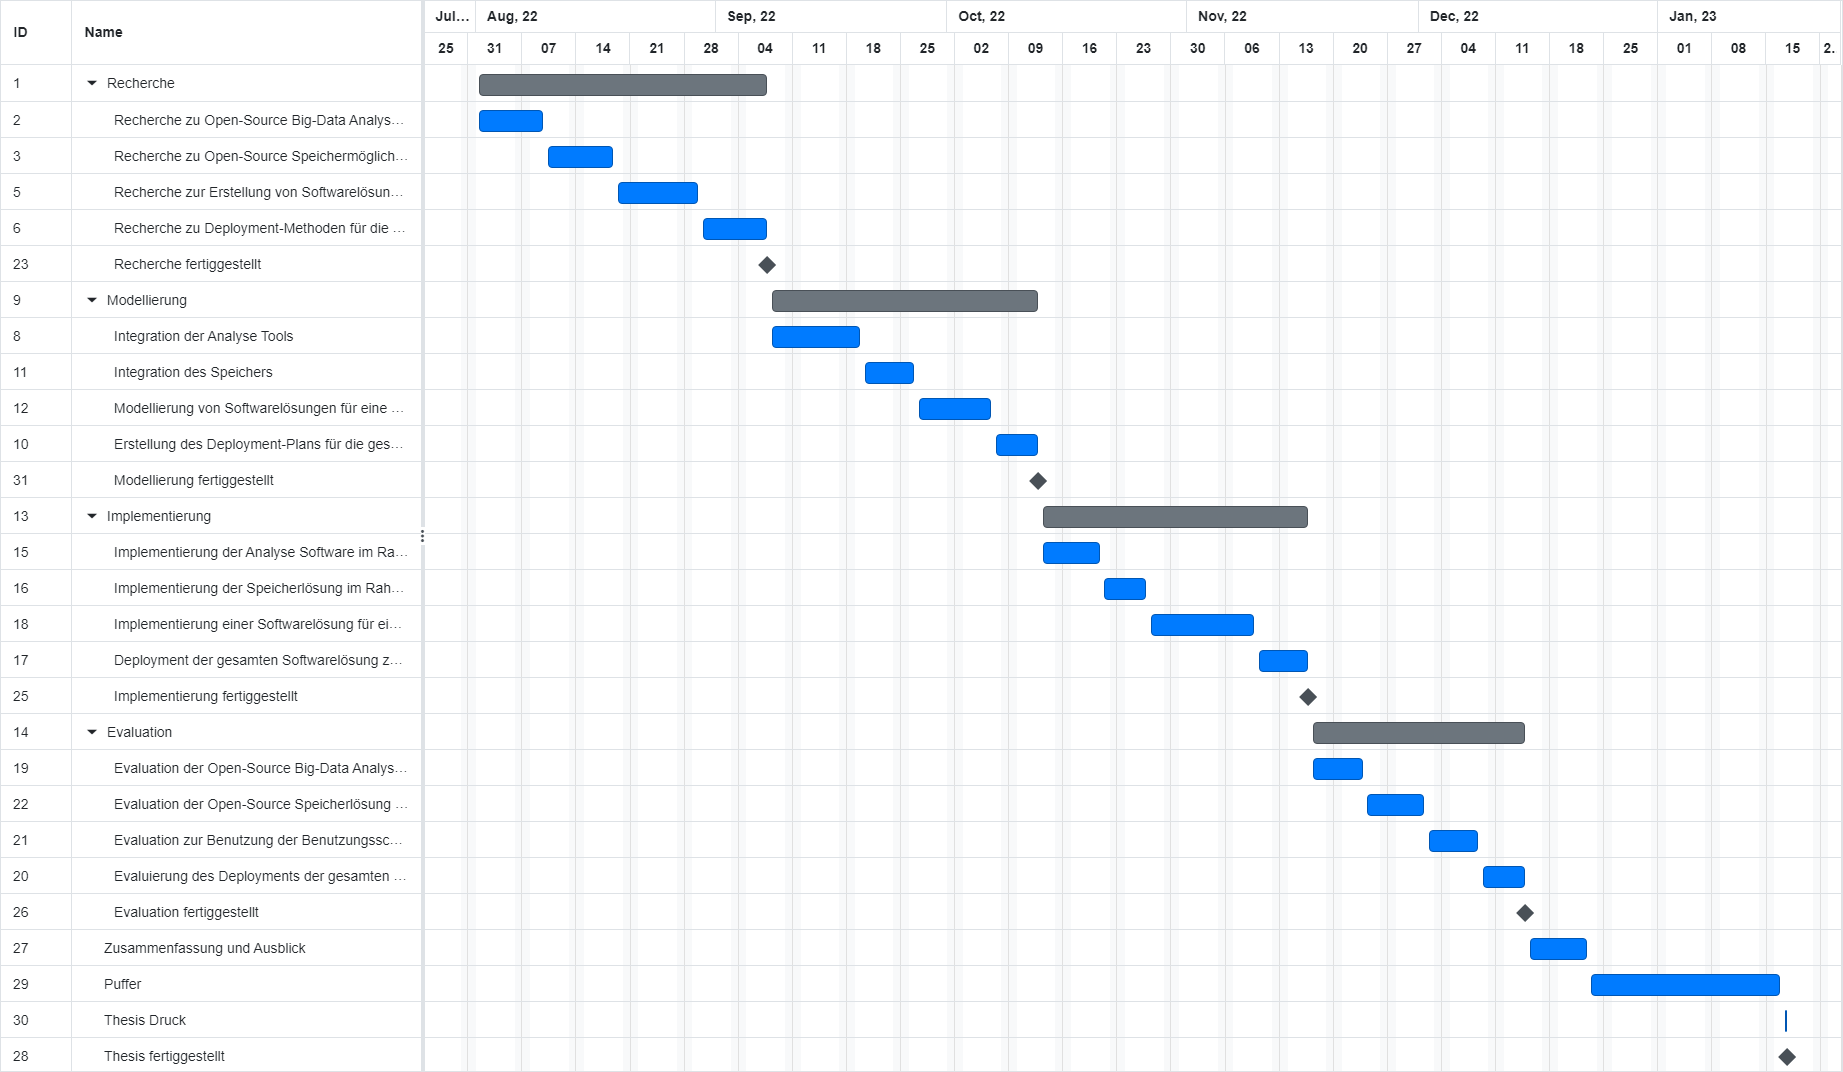 ID Name Jul... Aug, 22 Sep, 22 Oct, 22 Nov, 22 Dec, 22 Jan, 23
25 31 07 14 21 28 04 11 18 25 02 09 16 23 30 06 13 20 27 04 11 18 25 01 08 15 2.
1 Recherche
2 Recherche zu Open-Source Big-Data Analys...
3 Recherche zu Open-Source Speichermöglich...
5 Recherche zur Erstellung von Softwarelösun...
6 Recherche zu Deployment-Methoden für die ...
23 Recherche fertiggestellt
9 Modellierung
8 Integration der Analyse Tools
11 Integration des Speichers
12 Modellierung von Softwarelösungen für eine ...
10 Erstellung des Deployment-Plans für die ges...
31 Modellierung fertiggestellt
13 Implementierung
15 Implementierung der Analyse Software im Ra...
16 Implementierung der Speicherlösung im Rah...
18 Implementierung einer Softwarelösung für ei...
17 Deployment der gesamten Softwarelösung z...
25 Implementierung fertiggestellt
14 Evaluation
19 Evaluation der Open-Source Big-Data Analys...
22 Evaluation der Open-Source Speicherlösung ...
21 Evaluation zur Benutzung der Benutzungssc...
20 Evaluierung des Deployments der gesamten ...
26 Evaluation fertiggestellt
27 Zusammenfassung und Ausblick
29 Puffer
30 Thesis Druck
28 Thesis fertiggestellt